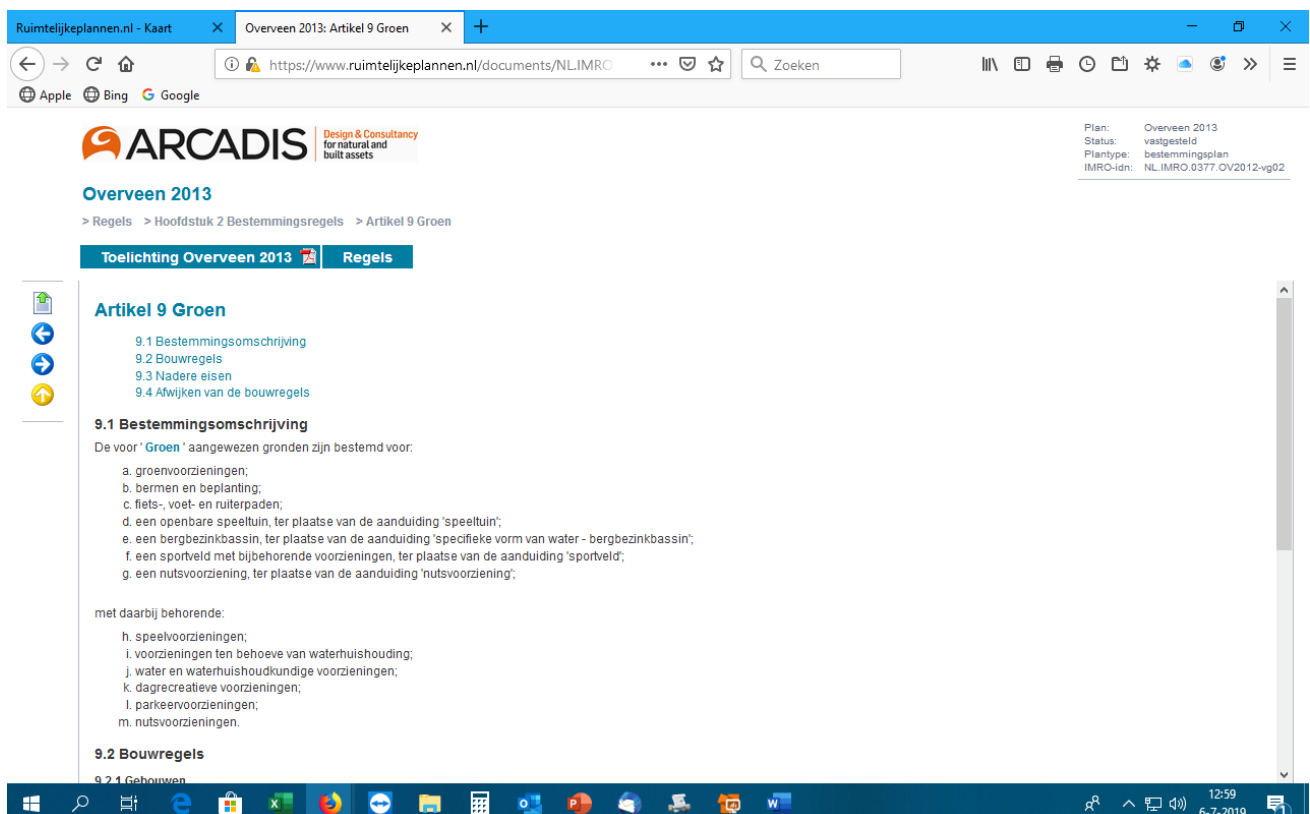 Ruimtelijkeplannen.nl - Kaart
Overveen 2013: Artikel 9 Groen
https://www.ruimtelijkeplannen.nl/documents/NL.IMRO
Zoeken
Apple Bing Google
ARCADIS
Design & Consultancy
for natural and
built assets
Plan: Overveen 2013
Status: vastgesteld
Plantype: bestemmingsplan
IMRO-idn: NL.IMRO.0377.OV2012-vg02
Overveen 2013
> Regels > Hoofdstuk 2 Bestemmingsregels > Artikel 9 Groen
Toelichting Overveen 2013 Regels
Artikel 9 Groen
9.1 Bestemmingsomschrijving
9.2 Bouwregels
9.3 Nadere eisen
9.4 Afwijken van de bouwregels
9.1 Bestemmingsomschrijving
De voor ' Groen ' aangewezen gronden zijn bestemd voor:
a. groenvoorzieningen;
b. bermen en beplanting;
c. fiets-, voet- en ruiterpaden;
d. een openbare speeltuin, ter plaatse van de aanduiding 'speeltuin';
e. een bergbezinkbassin, ter plaatse van de aanduiding 'specifieke vorm van water - bergbezinkbassin';
f. een sportveld met bijbehorende voorzieningen, ter plaatse van de aanduiding 'sportveld';
g. een nutsvoorziening, ter plaatse van de aanduiding 'nutsvoorziening';
met daarbij behorende:
h. speelvoorzieningen;
i. voorzieningen ten behoeve van waterhuishouding;
j. water en waterhuishoudkundige voorzieningen;
k. dagrecreatieve voorzieningen;
l. parkeervoorzieningen;
m. nutsvoorzieningen.
9.2 Bouwregels
9.2.1 Gebouwen
12:59
6-7-2019